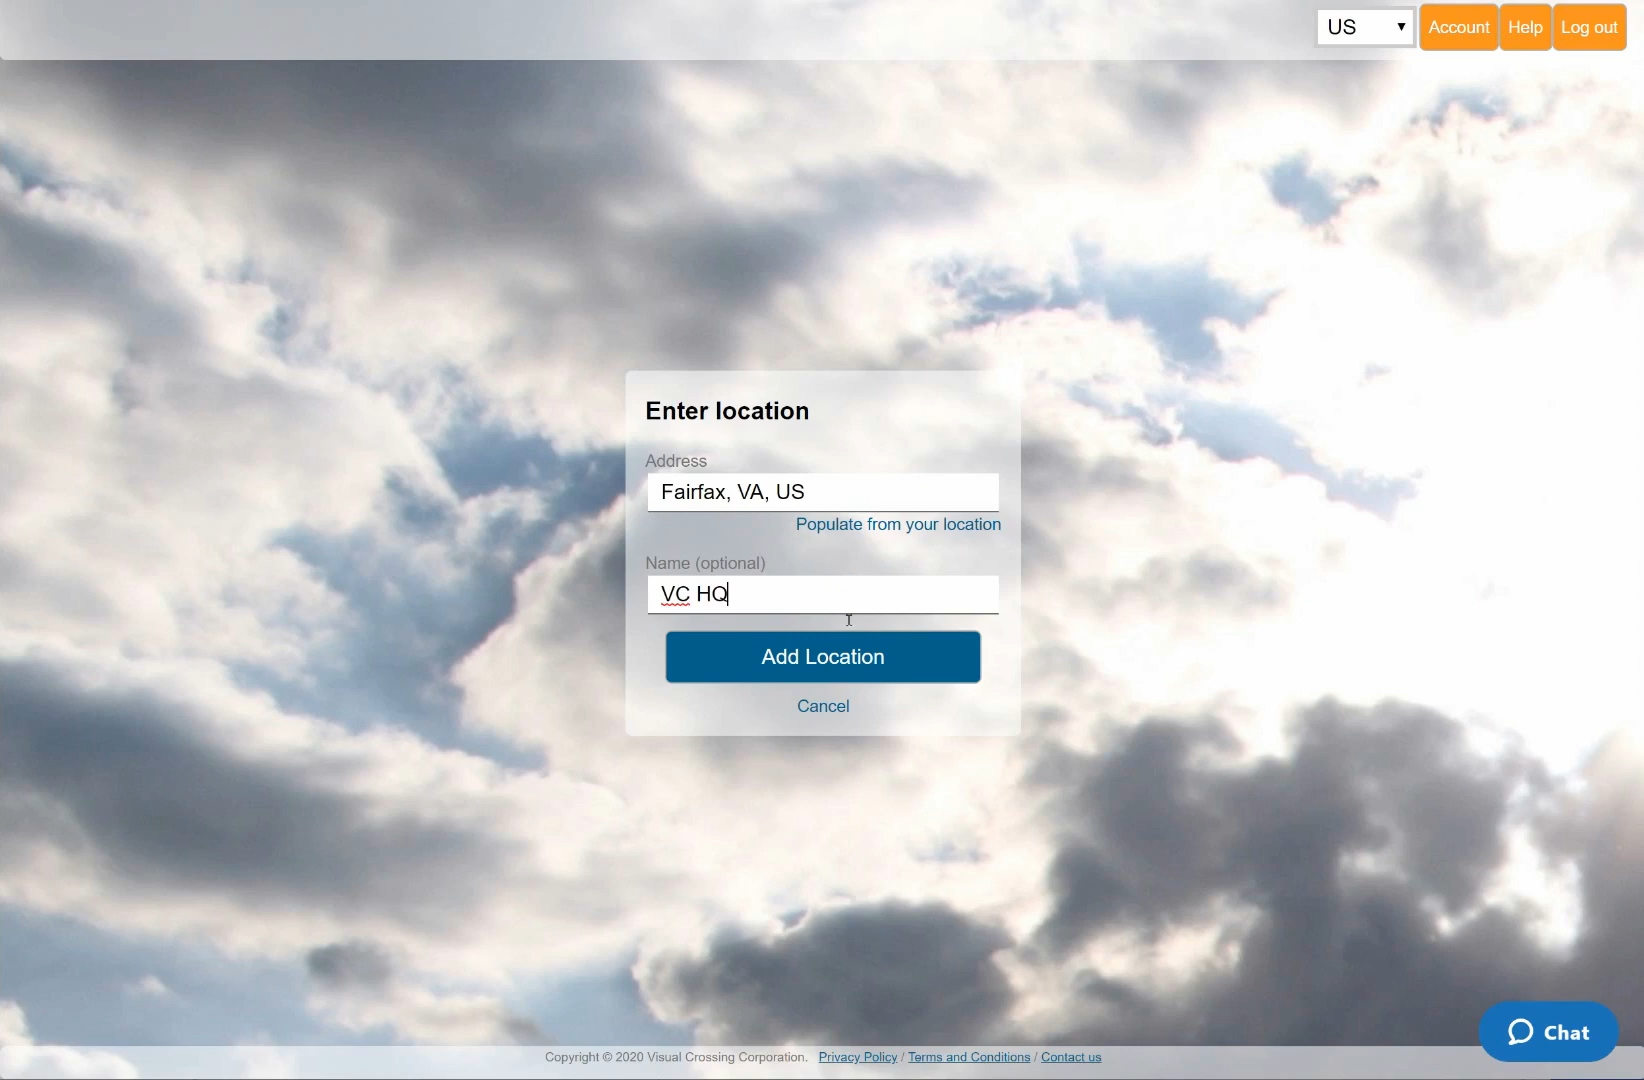 US
Account
Help
Log out
Enter location
Address
Fairfax, VA, US
Populate from your location
Name (optional)
VC HQ
Add Location
Cancel
Copyright © 2020 Visual Crossing Corporation. Privacy Policy / Terms and Conditions / Contact us
Chat